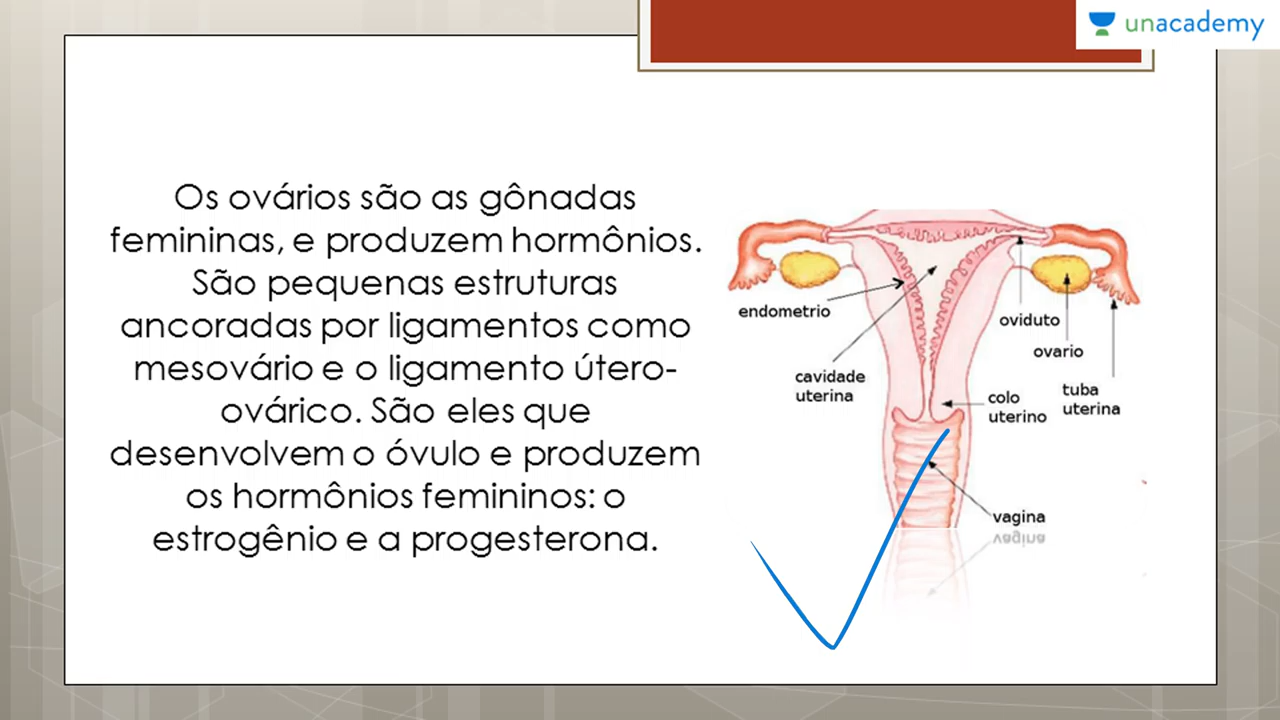 unacademy
Os ovários são as gônadas
femininas, e produzem hormônios.
São pequenas estruturas
ancoradas por ligamentos como
mesovário e o ligamento útero-
ovárico. São eles que
desenvolvem o óvulo e produzem
os hormônios femininos: o
estrogênio e a progesterona.
endometrio
cavidade
uterina
oviduto
ovario
tuba
uterina
colo
uterino
vagina